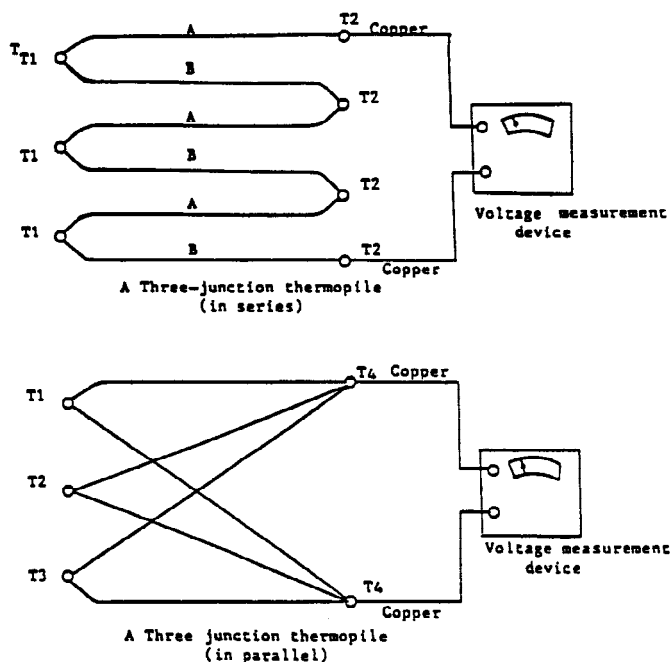 A
T2 Copper
T T1
B
T2
A
T1
B
T2
Voltage measurement
device
A
T1
B
T2
Copper
A Three-junction thermopile
(in series)
T4 Copper
T1
T2
Voltage measurement
device
T3
T4
Copper
A Three junction thermopile
(in parallel)